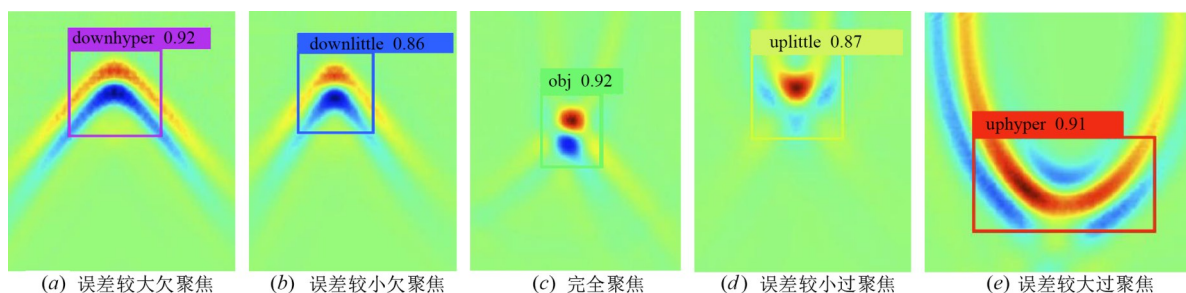 downhyper 0.92
downlittle 0.86
obj 0.92
uplittle 0.87
uphyper 0.91
(a) 误差较大欠聚焦
(b) 误差较小欠聚焦
(c) 完全聚焦
(d) 误差较小过聚焦
(e) 误差较大过聚焦